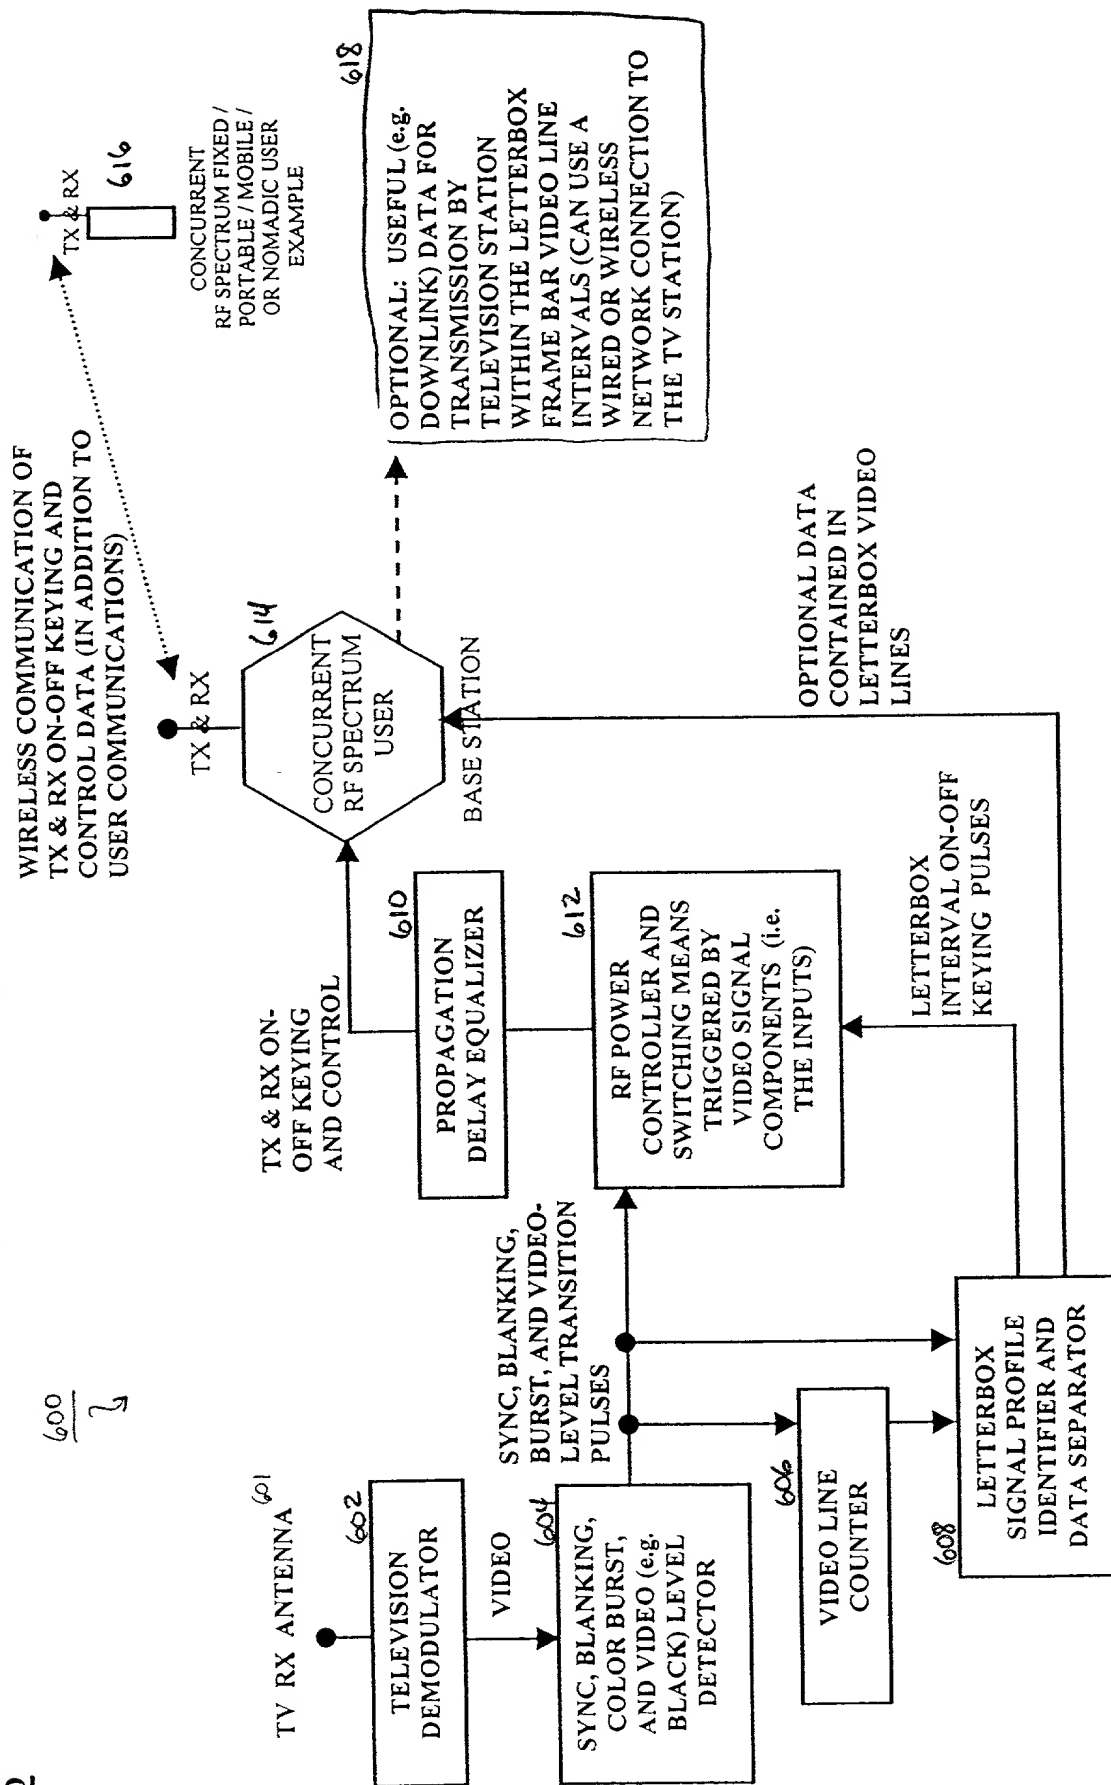 600
TV RX ANTENNA 601
602
TELEVISION
DEMODULATOR
VIDEO
604
SYNC, BLANKING,
COLOR BURST,
AND VIDEO (e.g.
BLACK) LEVEL
DETECTOR
SYNC, BLANKING,
BURST, AND VIDEO-
LEVEL TRANSITION
PULSES
606
VIDEO LINE
COUNTER
608
LETTERBOX
SIGNAL PROFILE
IDENTIFIER AND
DATA SEPARATOR
TX & RX ON-
OFF KEYING
AND CONTROL
610
PROPAGATION
DELAY EQUALIZER
612
RF POWER
CONTROLLER AND
SWITCHING MEANS
TRIGGERED BY
VIDEO SIGNAL
COMPONENTS (i.e.
THE INPUTS)
LETTERBOX
INTERVAL ON-OFF
KEYING PULSES
WIRELESS COMMUNICATION OF
TX & RX ON-OFF KEYING AND
CONTROL DATA (IN ADDITION TO
USER COMMUNICATIONS)
TX & RX
614
CONCURRENT
RF SPECTRUM
USER
BASE STATION
OPTIONAL DATA
CONTAINED IN
LETTERBOX VIDEO
LINES
TX & RX
616
CONCURRENT
RF SPECTRUM FIXED /
PORTABLE / MOBILE /
OR NOMADIC USER
EXAMPLE
618
OPTIONAL: USEFUL (e.g.
DOWNLINK) DATA FOR
TRANSMISSION BY
TELEVISION STATION
WITHIN THE LETTERBOX
FRAME BAR VIDEO LINE
INTERVALS (CAN USE A
WIRED OR WIRELESS
NETWORK CONNECTION TO
THE TV STATION)